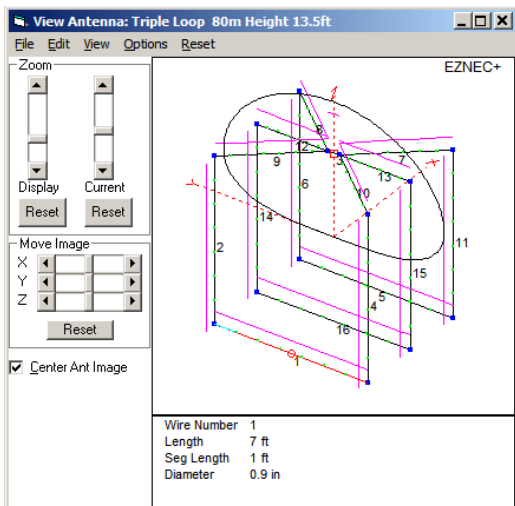 View Antenna: Triple Loop 80m Height 13.5ft
File Edit View Options Reset
Zoom
Display Current
Reset Reset
Move Image
X
Y
Z
Reset
Center Ant Image
EZNEC+
Z
8
12
3
9
7
X
6
13
Y
10
14
2
11
15
5
4
16
1
Wire Number 1
Length 7 ft
Seg Length 1 ft
Diameter 0.9 in